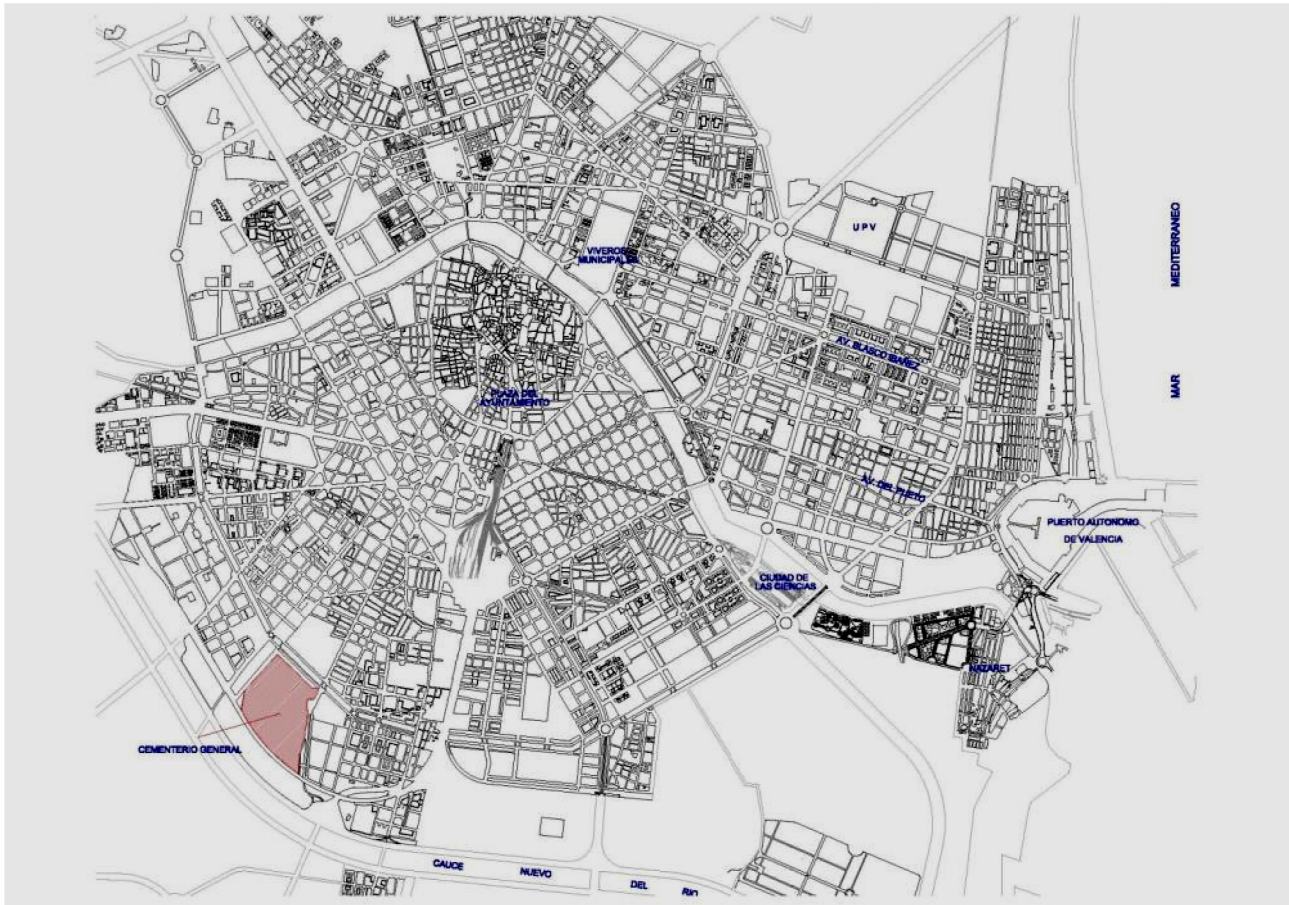 UPV
VIVEROS
MUNICIPALES
MAR MEDITERRANEO
AV. BLASCO IBAÑEZ
PLAZA DEL
AYUNTAMIENTO
AV. DEL PUETO
PUERTO AUTONOMO
DE VALENCIA
CIUDAD DE
LAS CIENCIAS
NAZARET
CEMENTERIO GENERAL
CAUCE NUEVO DEL RIO